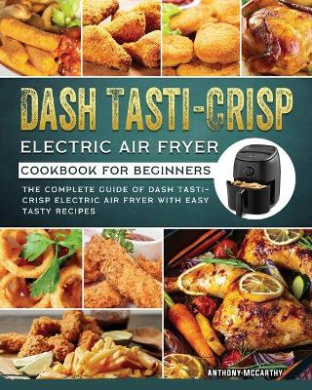 DASH TASTI-CRISP
ELECTRIC AIR FRYER
COOKBOOK FOR BEGINNERS
THE COMPLETE GUIDE OF DASH TASTI-
CRISP ELECTRIC AIR FRYER WITH EASY
TASTY RECIPES
ANTHONY MCCARTHY